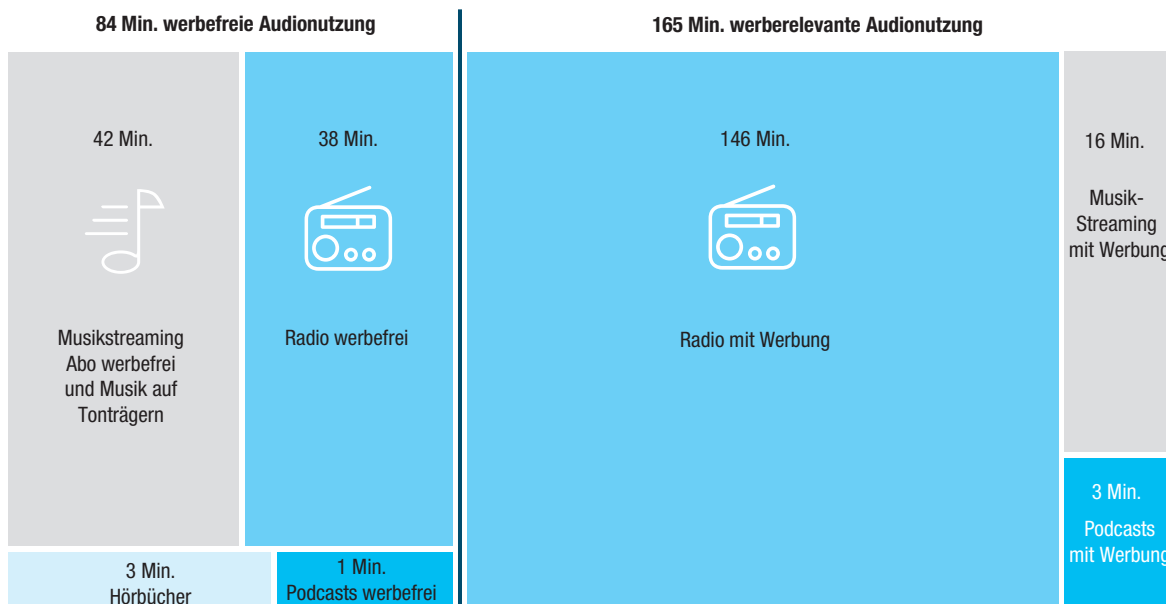 84 Min. werbefreie Audionutzung
165 Min. werberelevante Audionutzung
42 Min.
Musikstreaming
Abo werbefrei
und Musik auf
Tonträgern
38 Min.
Radio werbefrei
3 Min.
Hörbücher
1 Min.
Podcasts werbefrei
146 Min.
Radio mit Werbung
16 Min.
Musik-
Streaming
mit Werbung
3 Min.
Podcasts
mit Werbung